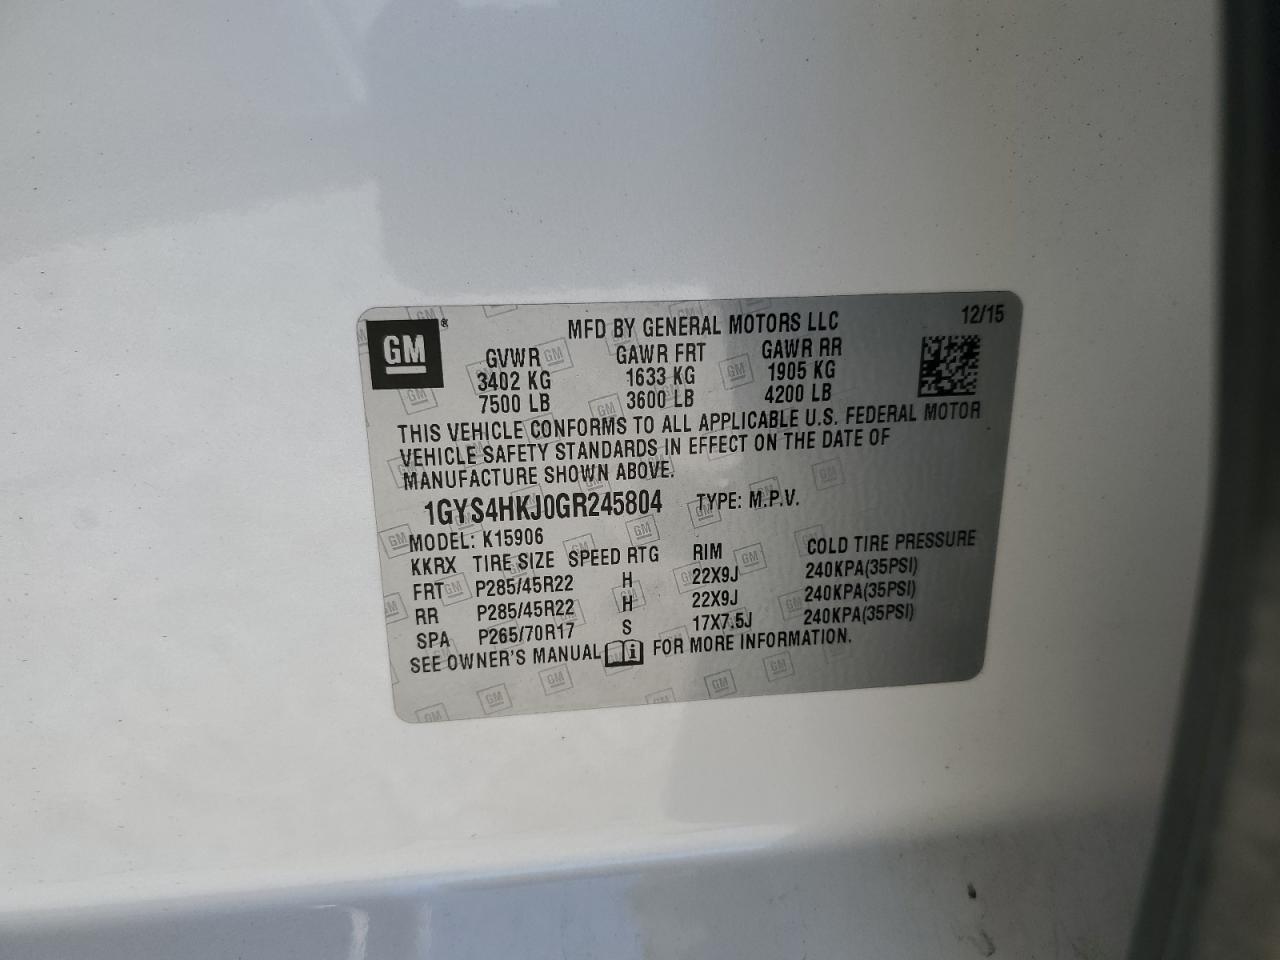 GM ®
MFD BY GENERAL MOTORS LLC 12/15
GVWR GAWR FRT GAWR RR
3402 KG 1633 KG 1905 KG
7500 LB 3600 LB 4200 LB
THIS VEHICLE CONFORMS TO ALL APPLICABLE U.S. FEDERAL MOTOR
VEHICLE SAFETY STANDARDS IN EFFECT ON THE DATE OF
MANUFACTURE SHOWN ABOVE.
1GYS4HKJ0GR245804 TYPE: M.P.V.
MODEL: K15906
KKRX TIRE SIZE SPEED RTG RIM COLD TIRE PRESSURE
FRT P285/45R22 H 22X9J 240KPA(35PSI)
RR P285/45R22 H 22X9J 240KPA(35PSI)
SPA P265/70R17 S 17X7.5J 240KPA(35PSI)
SEE OWNER'S MANUAL FOR MORE INFORMATION.